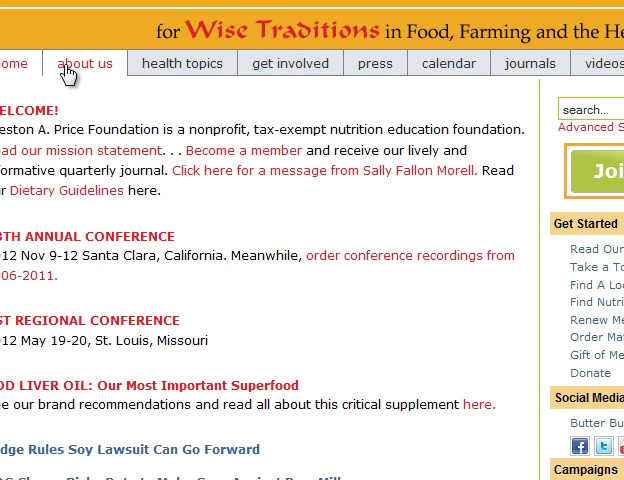 for Wise Traditions in Food, Farming and the He
ome
about us
health topics
get involved
press
calendar
journals
videos
ELCOME!
eston A. Price Foundation is a nonprofit, tax-exempt nutrition education foundation.
ad our mission statement. . . Become a member and receive our lively and
ormative quarterly journal. Click here for a message from Sally Fallon Morell. Read
r Dietary Guidelines here.
TH ANNUAL CONFERENCE
12 Nov 9-12 Santa Clara, California. Meanwhile, order conference recordings from
06-2011.
ST REGIONAL CONFERENCE
12 May 19-20, St. Louis, Missouri
OD LIVER OIL: Our Most Important Superfood
e our brand recommendations and read all about this critical supplement here.
dge Rules Soy Lawsuit Can Go Forward
search...
Advanced S
Joi
Get Started
Read Our
Take a To
Find A Lo
Find Nutri
Renew Me
Order Mat
Gift of Me
Donate
Social Media
Butter Bu
Campaigns